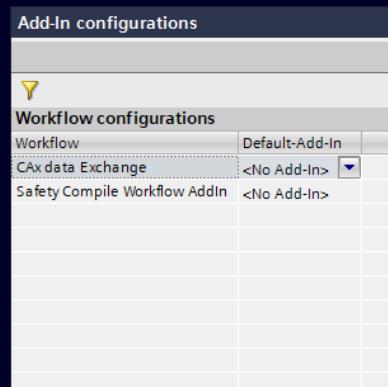 Add-In configurations
Workflow configurations
Workflow Default-Add-In
CAx data Exchange <No Add-In>
Safety Compile Workflow AddIn <No Add-In>